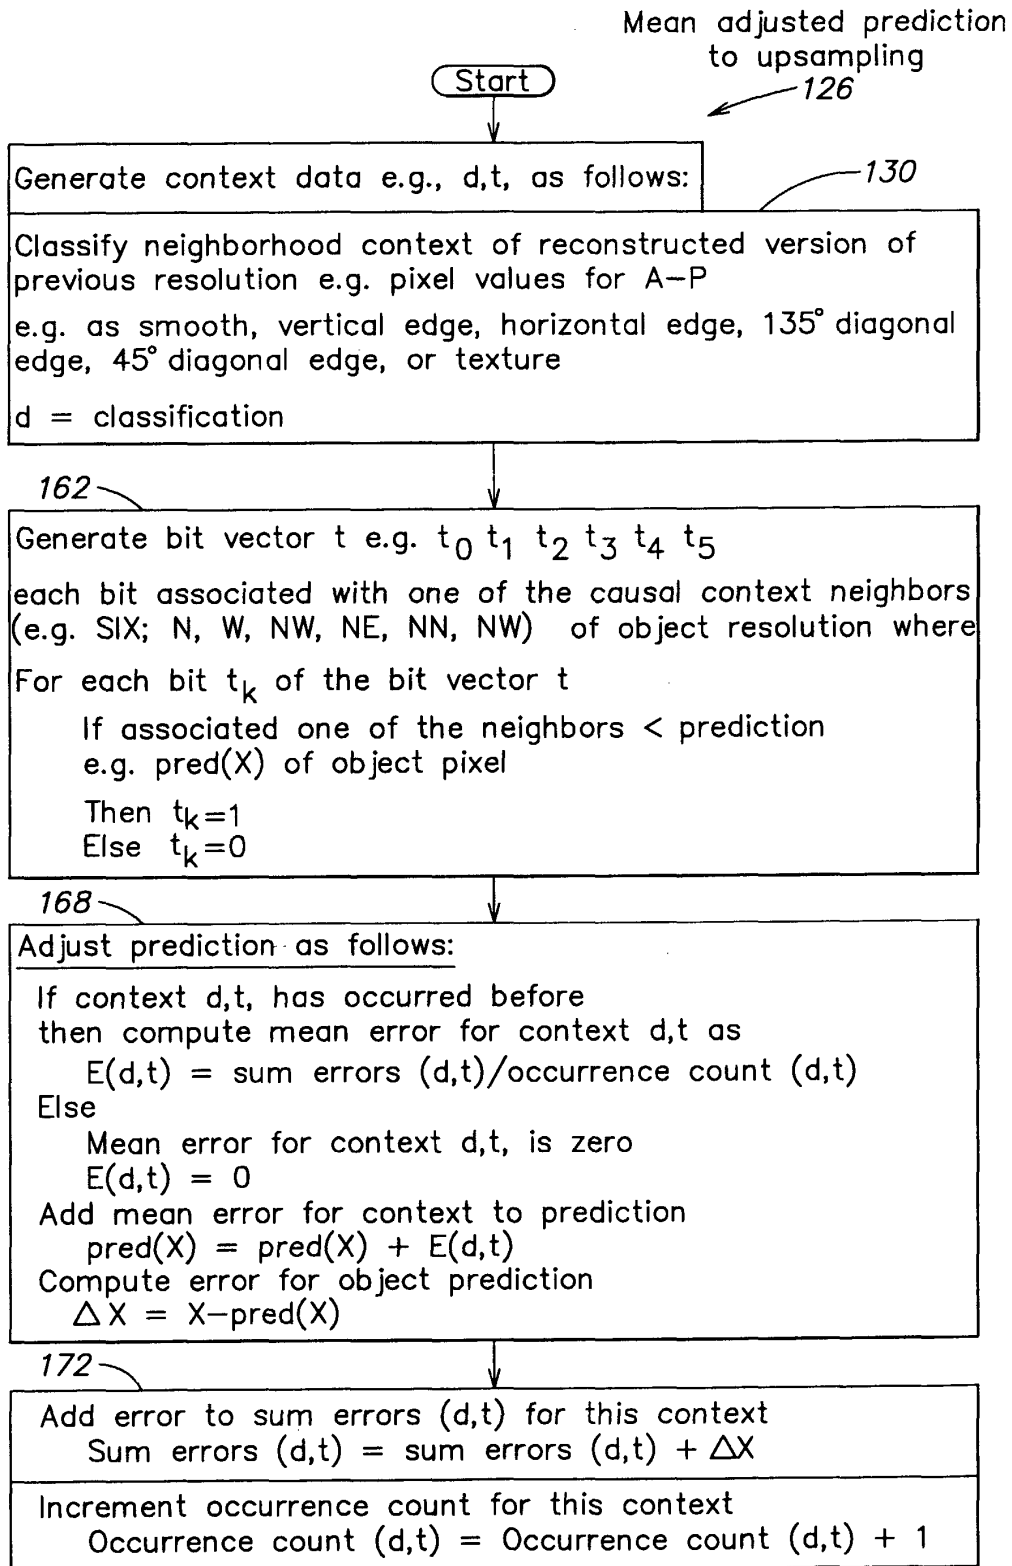 Mean adjusted prediction
to upsampling
126
Start
Generate context data e.g., d,t, as follows:
130
Classify neighborhood context of reconstructed version of
previous resolution e.g. pixel values for A–P
e.g. as smooth, vertical edge, horizontal edge, 135° diagonal
edge, 45° diagonal edge, or texture
d = classification
162
Generate bit vector t e.g. t0 t1 t2 t3 t4 t5
each bit associated with one of the causal context neighbors
(e.g. SIX; N, W, NW, NE, NN, NW) of object resolution where
For each bit tk of the bit vector t
If associated one of the neighbors < prediction
e.g. pred(X) of object pixel
Then tk=1
Else tk=0
168
Adjust prediction as follows:
If context d,t, has occurred before
then compute mean error for context d,t as
E(d,t) = sum errors (d,t)/occurrence count (d,t)
Else
Mean error for context d,t, is zero
E(d,t) = 0
Add mean error for context to prediction
pred(X) = pred(X) + E(d,t)
Compute error for object prediction
△X = X–pred(X)
172
Add error to sum errors (d,t) for this context
Sum errors (d,t) = sum errors (d,t) + △X
Increment occurrence count for this context
Occurrence count (d,t) = Occurrence count (d,t) + 1